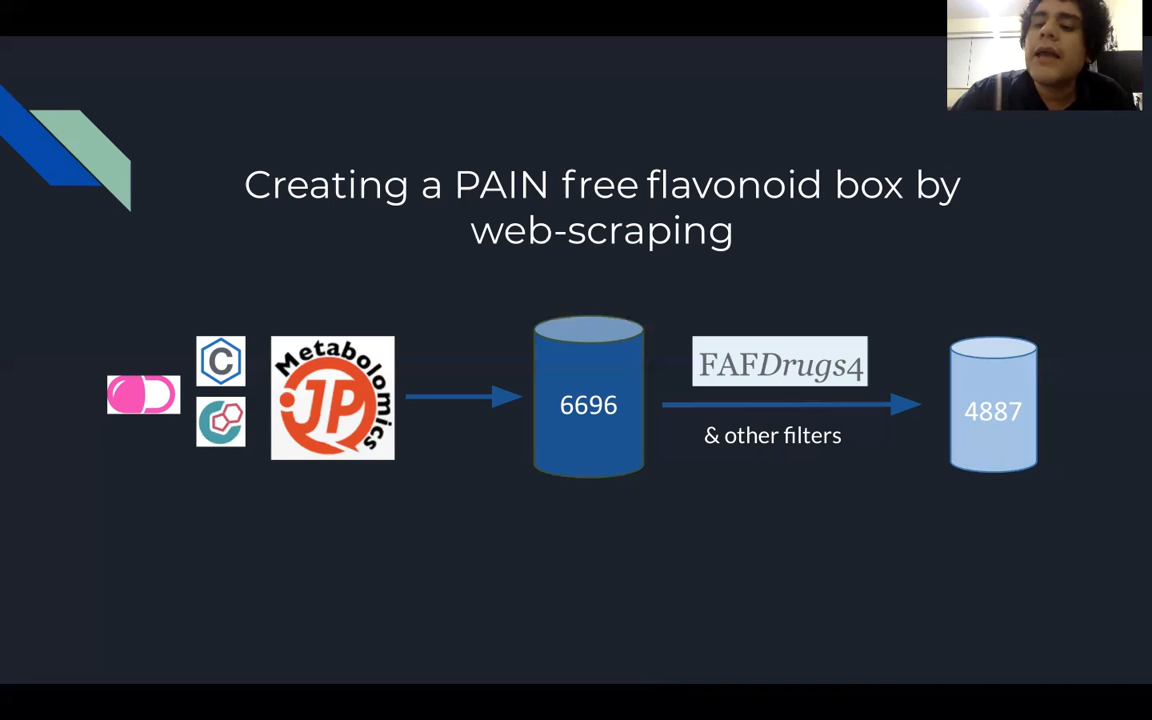 Creating a PAIN free flavonoid box by
web-scraping
C
Metabolomics
JP
6696
FAFDrugs4
& other filters
4887